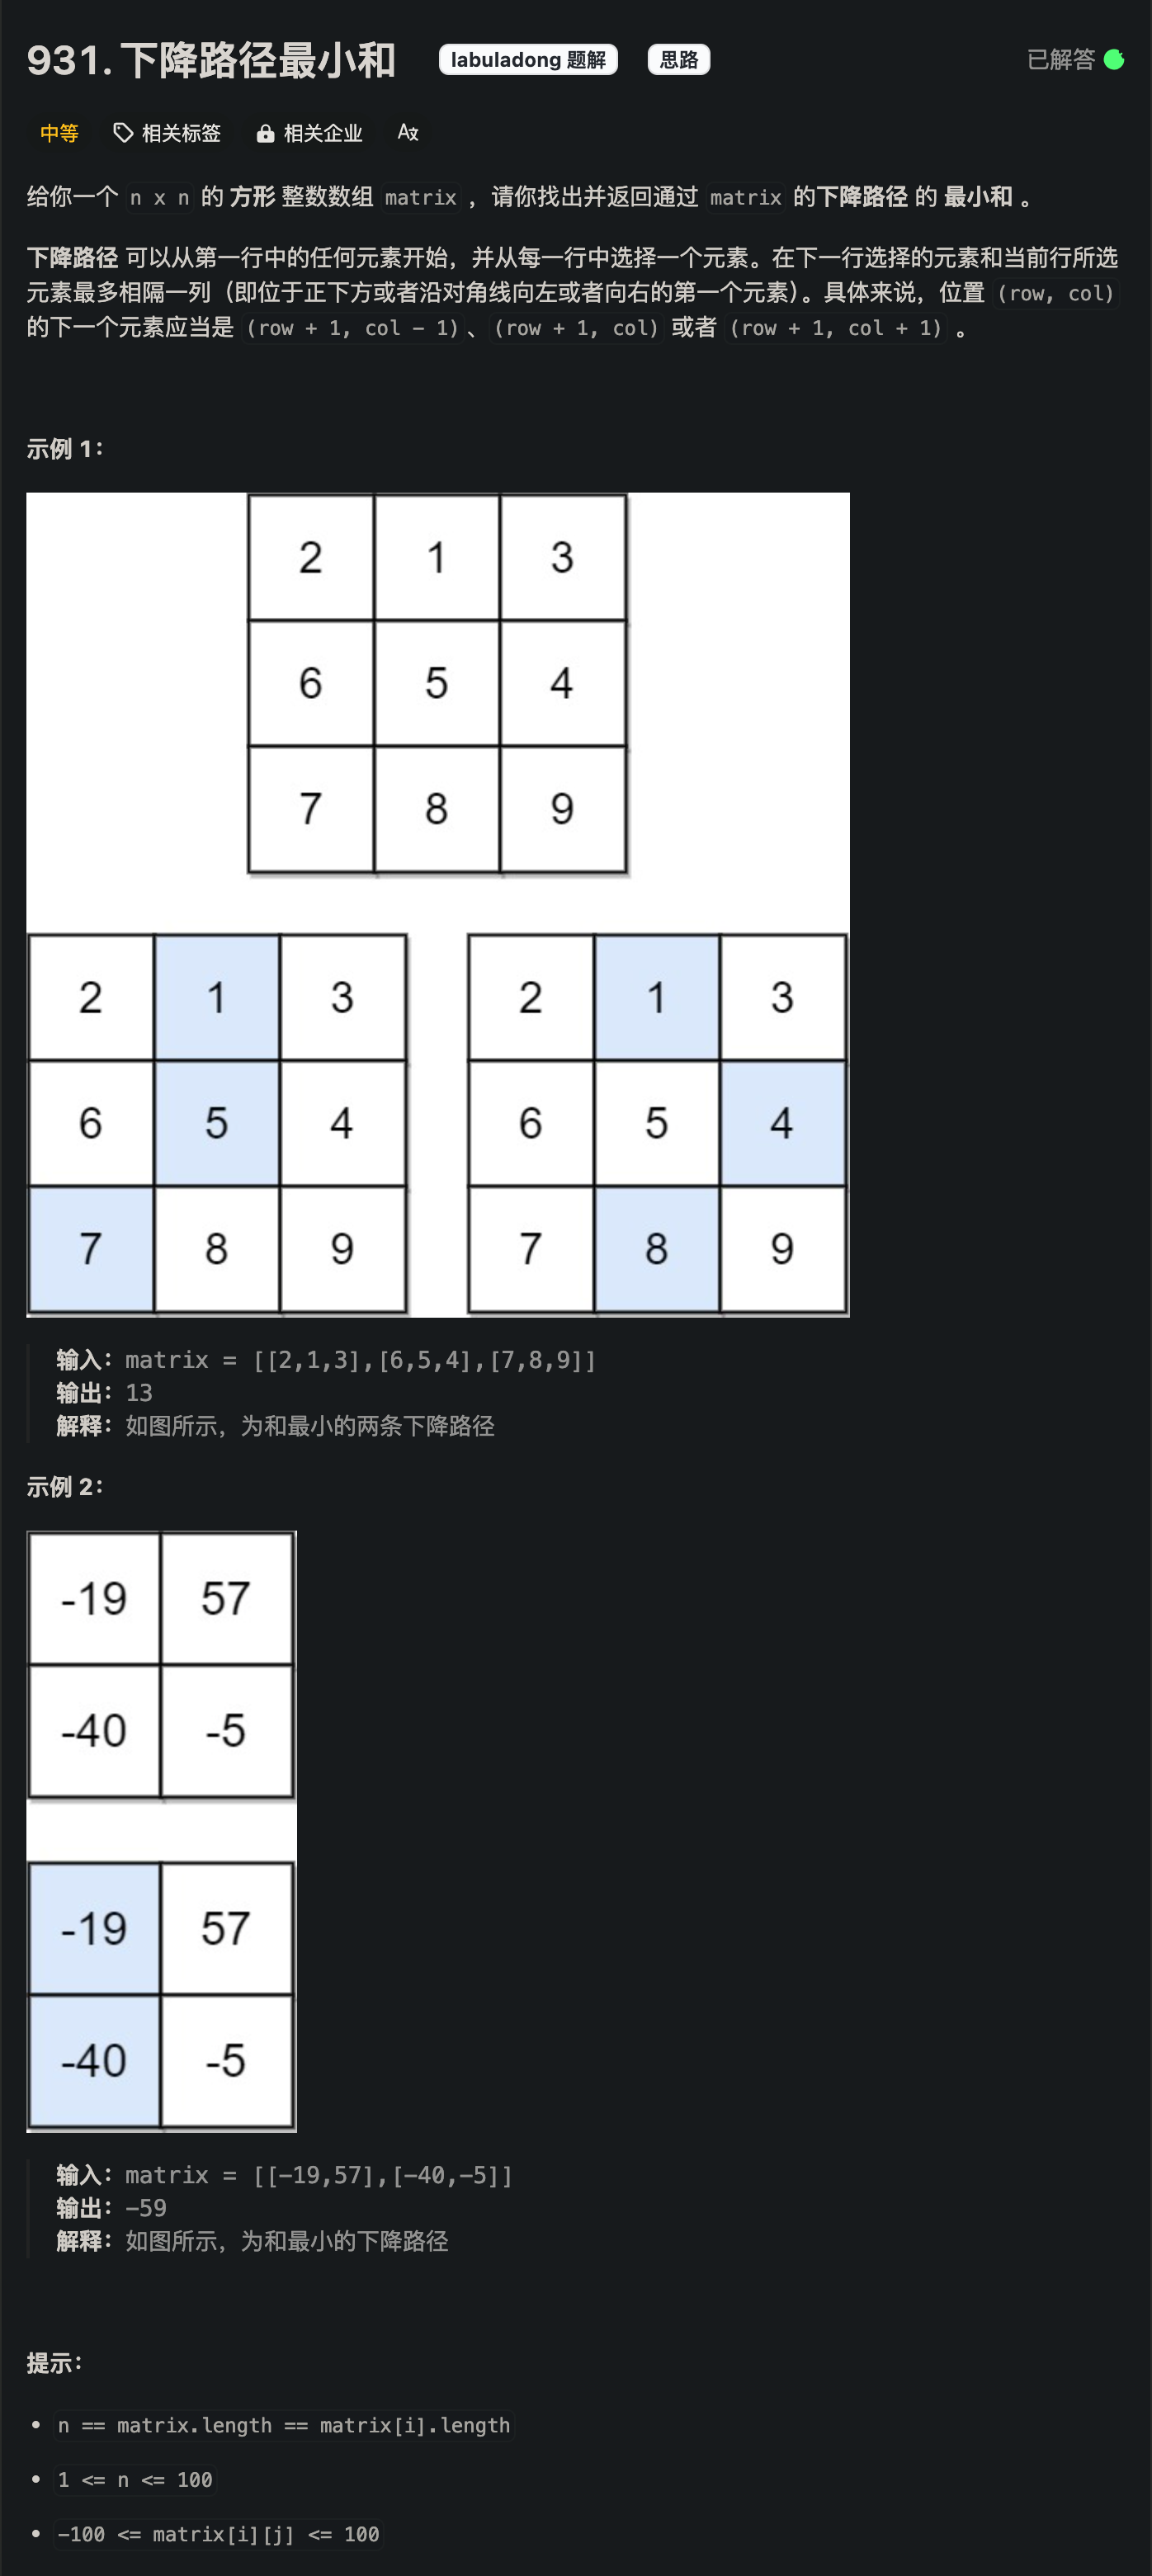 931. 下降路径最小和 labuladong 题解 思路 已解答
中等 相关标签 相关企业 Ax
给你一个 n x n 的 方形 整数数组 matrix ，请你找出并返回通过 matrix 的下降路径 的 最小和 。
下降路径 可以从第一行中的任何元素开始，并从每一行中选择一个元素。在下一行选择的元素和当前行所选
元素最多相隔一列（即位于正下方或者沿对角线向左或者向右的第一个元素）。具体来说，位置 (row, col)
的下一个元素应当是 (row + 1, col - 1)、(row + 1, col) 或者 (row + 1, col + 1) 。
示例 1：
2 1 3
6 5 4
7 8 9
2 1 3 2 1 3
6 5 4 6 5 4
7 8 9 7 8 9
输入：matrix = [[2,1,3],[6,5,4],[7,8,9]]
输出：13
解释：如图所示，为和最小的两条下降路径
示例 2：
-19 57
-40 -5
-19 57
-40 -5
输入：matrix = [[-19,57],[-40,-5]]
输出：-59
解释：如图所示，为和最小的下降路径
提示：
• n == matrix.length == matrix[i].length
• 1 <= n <= 100
• -100 <= matrix[i][j] <= 100